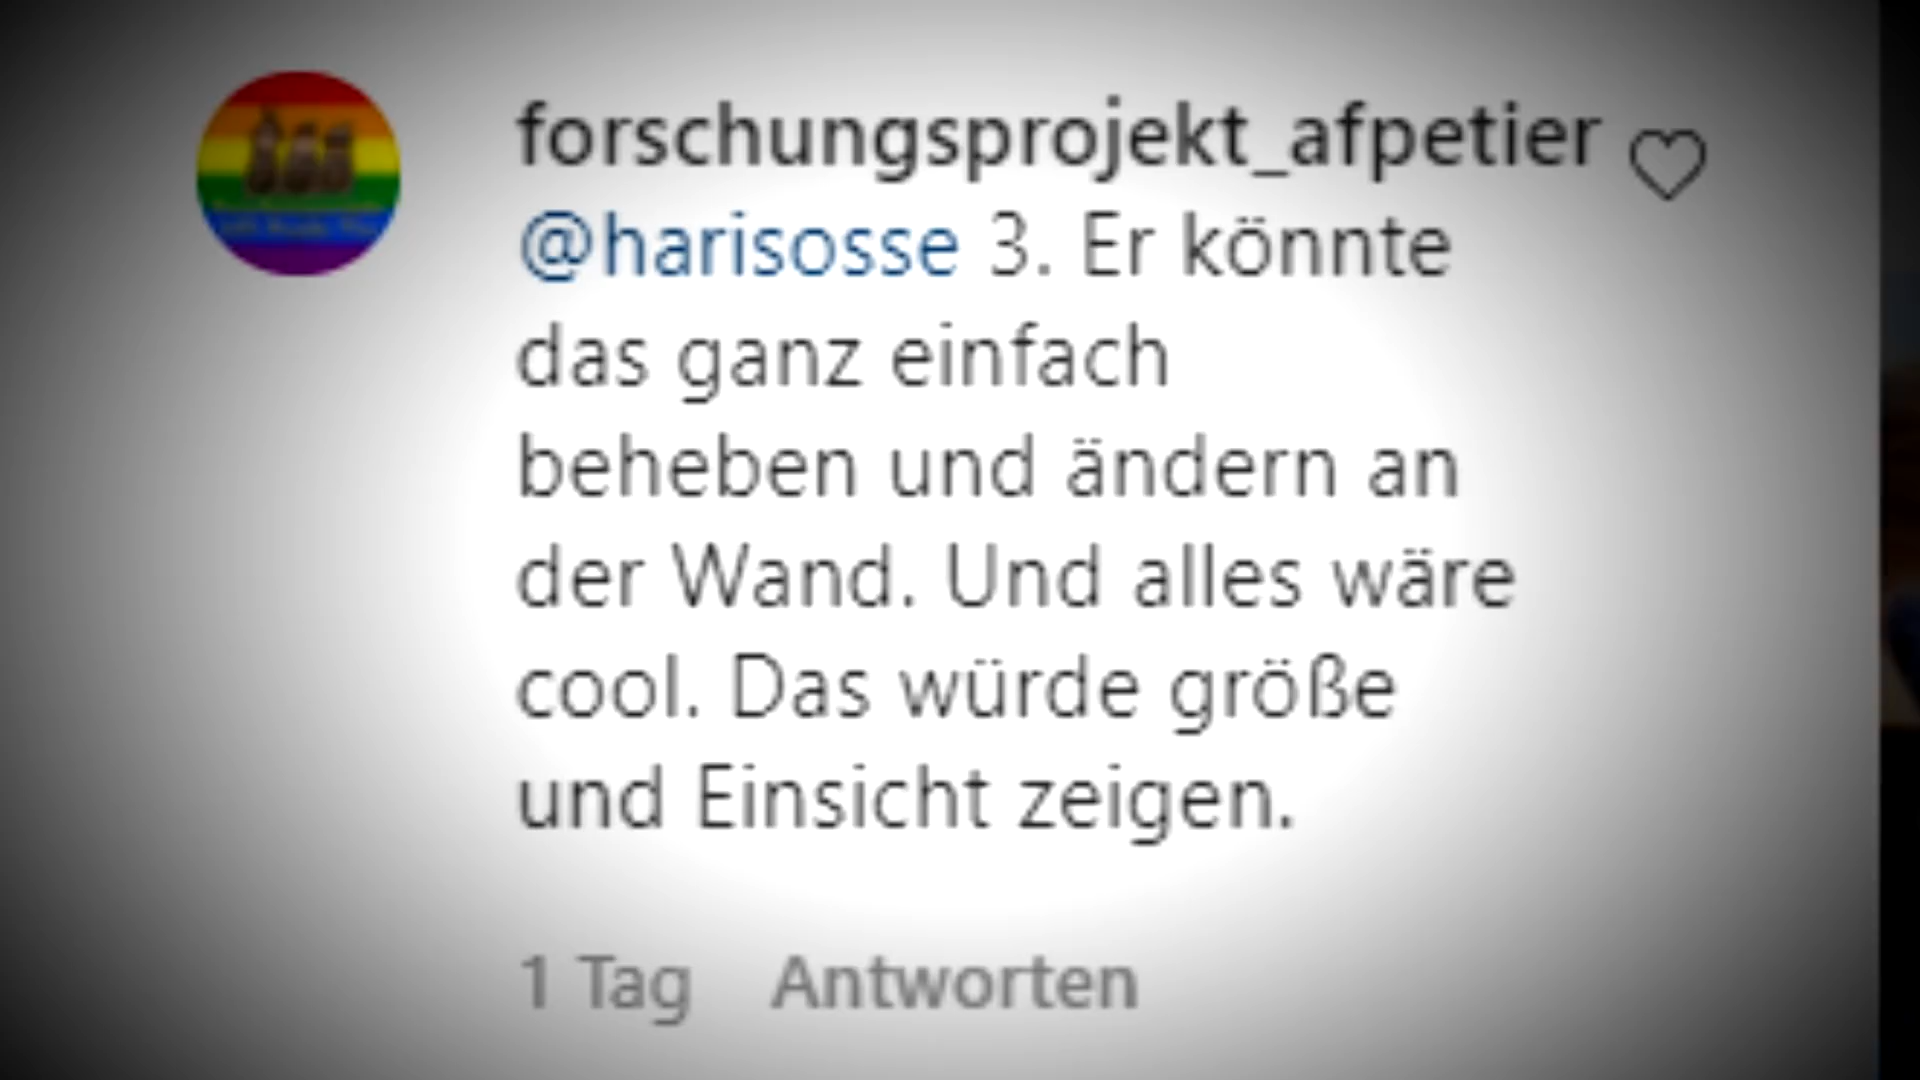 forschungsprojekt_afpetier
@harisosse 3. Er könnte
das ganz einfach
beheben und ändern an
der Wand. Und alles wäre
cool. Das würde größe
und Einsicht zeigen.
1 Tag Antworten